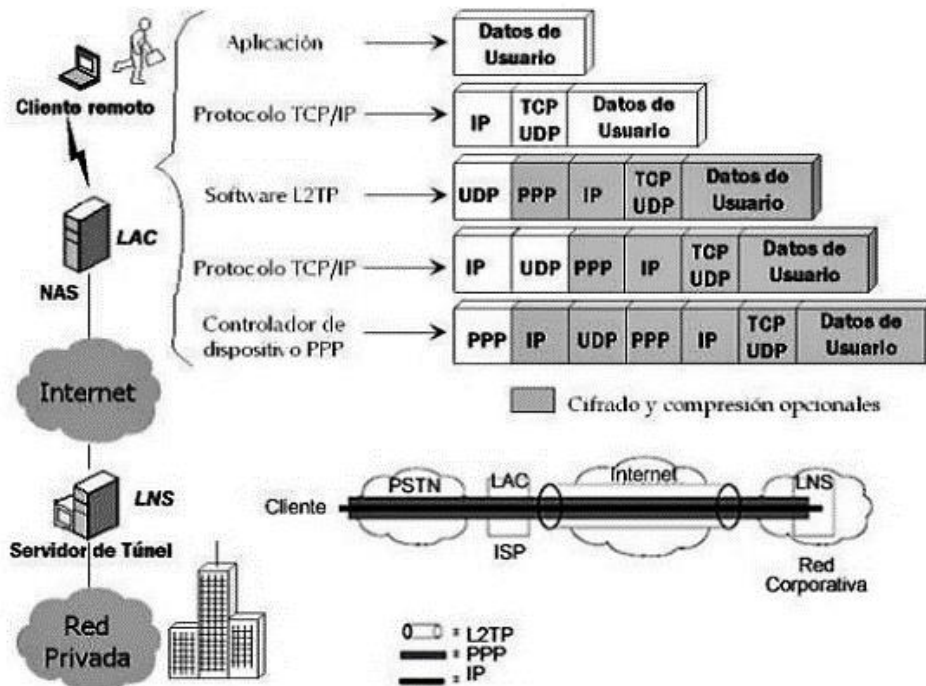 Cliente remoto
LAC
NAS
Internet
LNS
Servidor de Túnel
Red
Privada
Aplicación
Datos de
Usuario
Protocolo TCP/IP
IP
TCP
UDP
Datos de
Usuario
Software L2TP
UDP
PPP
IP
TCP
UDP
Datos de
Usuario
Protocolo TCP/IP
IP
UDP
PPP
IP
TCP
UDP
Datos de
Usuario
Controlador de
dispositivo PPP
PPP
IP
UDP
PPP
IP
TCP
UDP
Datos de
Usuario
Cifrado y compresión opcionales
Cliente
PSTN
LAC
ISP
Internet
LNS
Red
Corporativa
= L2TP
= PPP
= IP